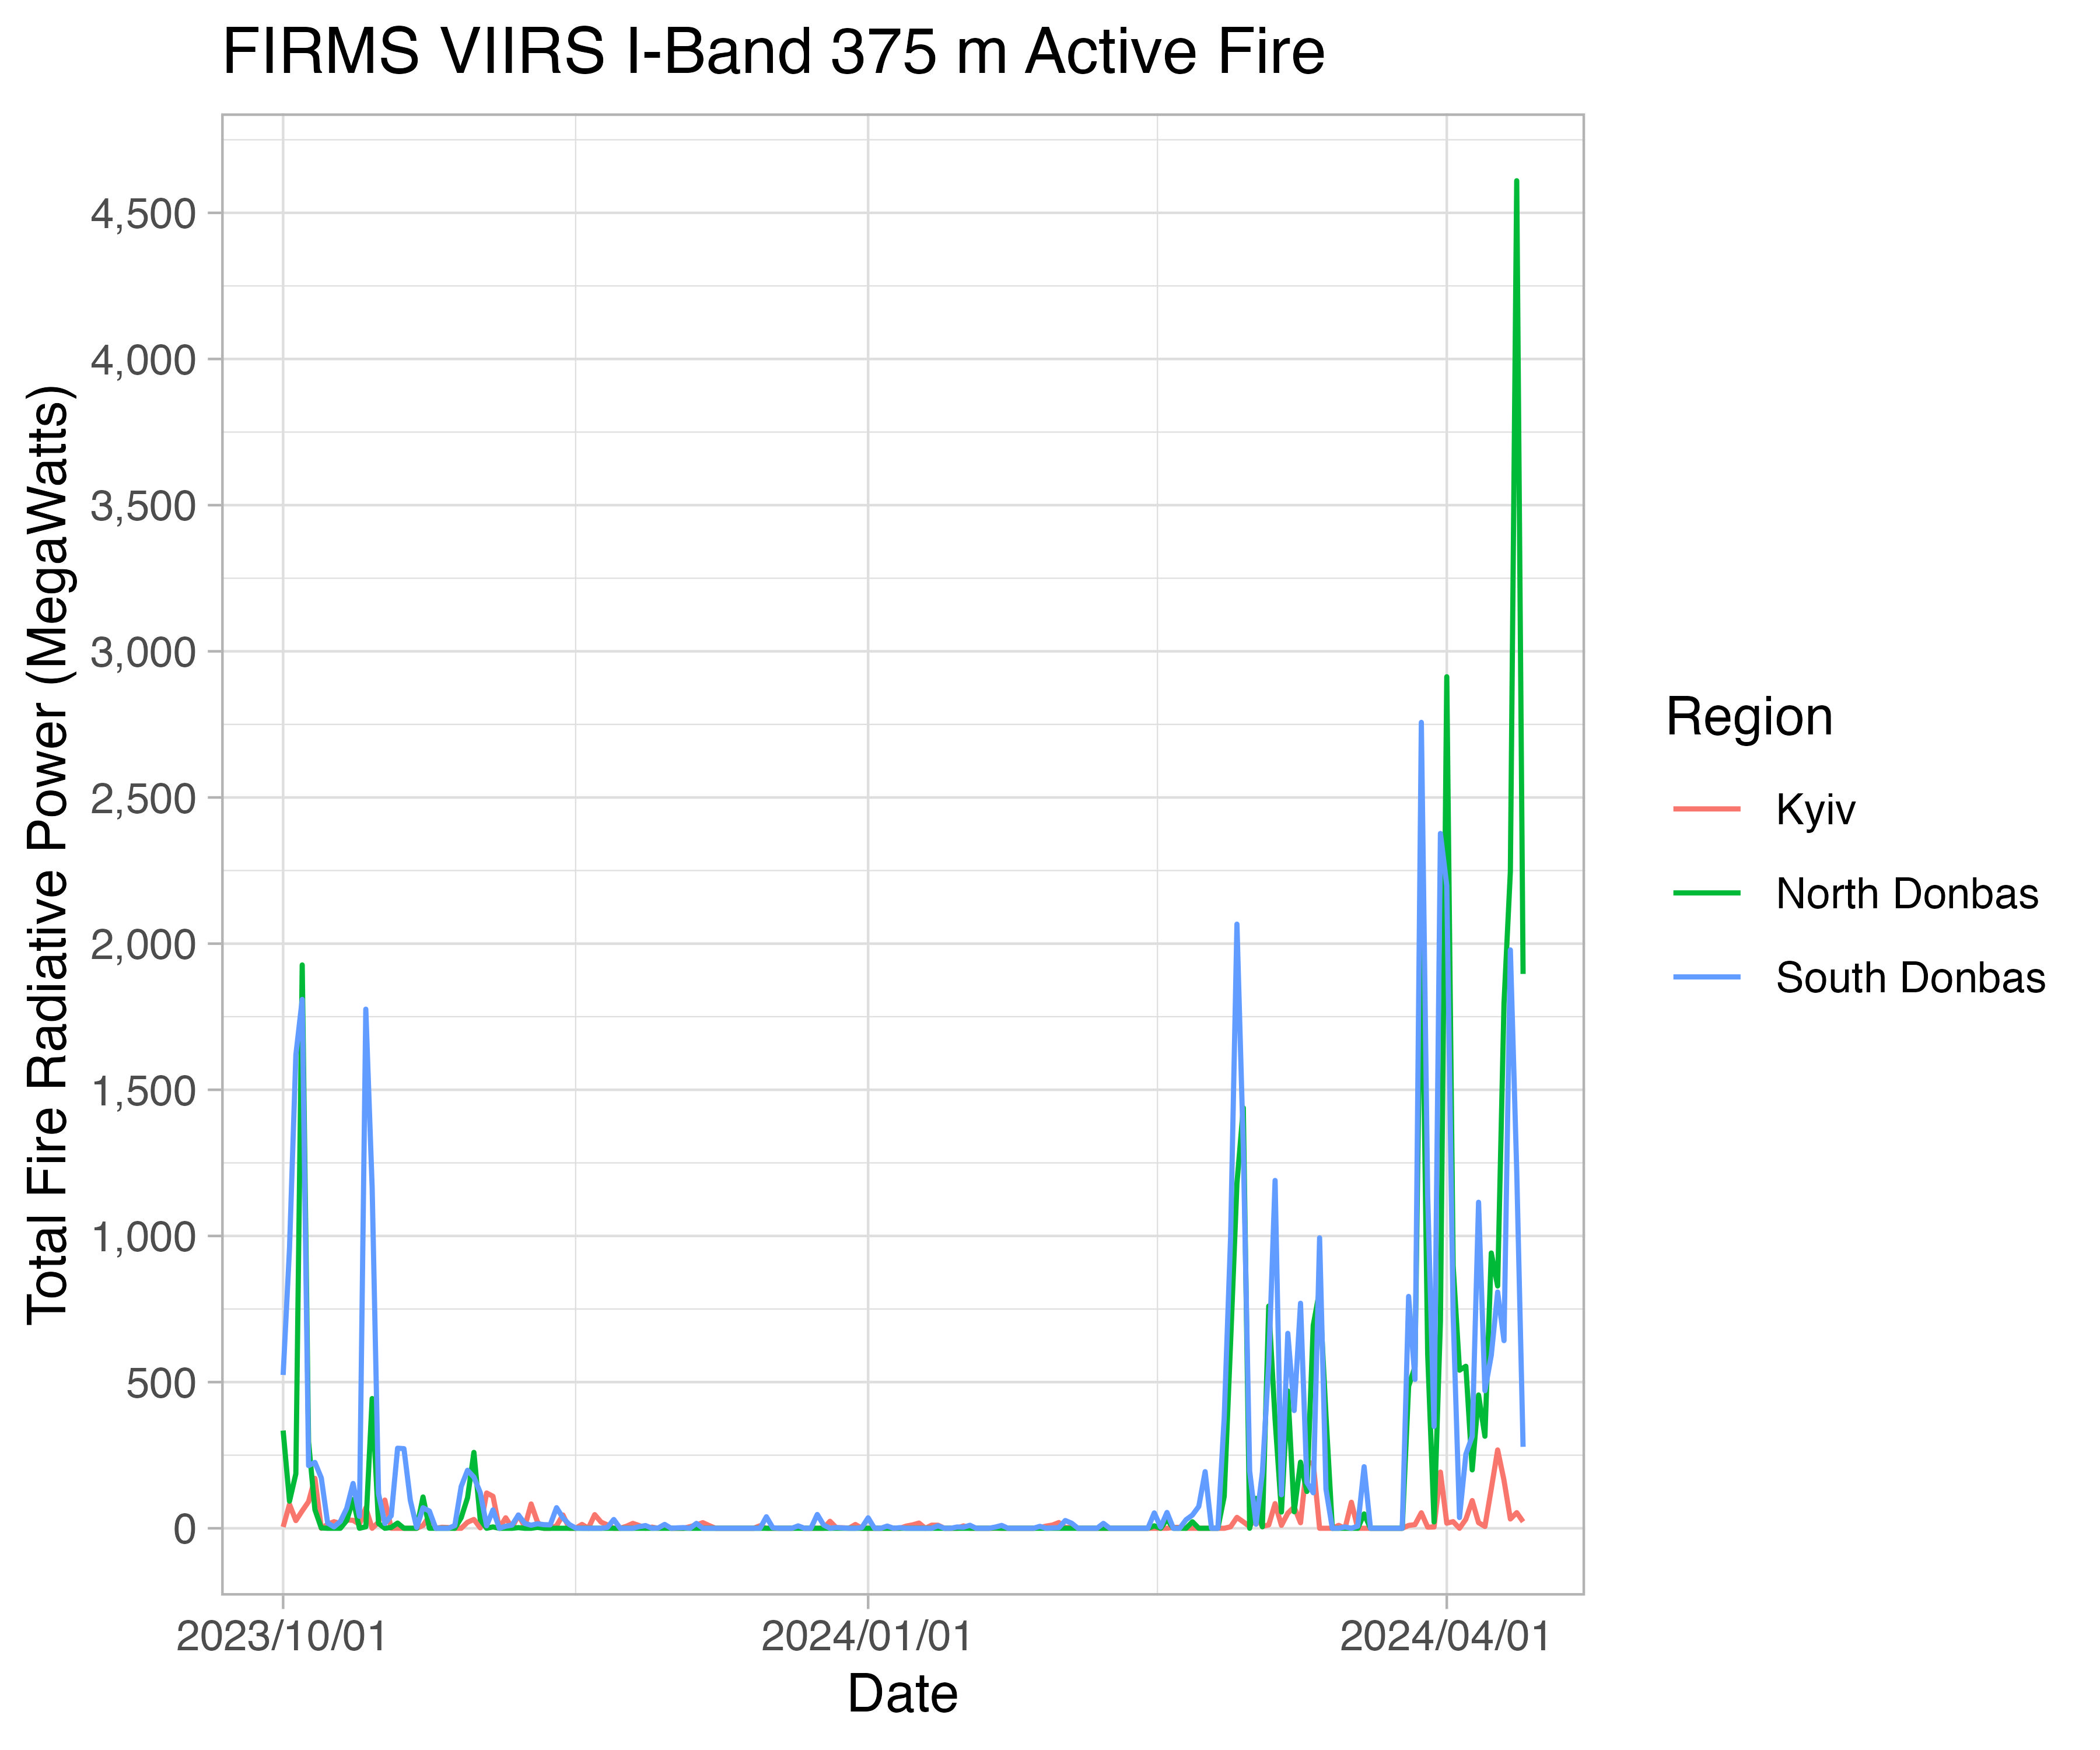 FIRMS VIIRS I-Band 375 m Active Fire
Total Fire Radiative Power (MegaWatts)
4,500
4,000
3,500
3,000
2,500
2,000
1,500
1,000
500
0
2023/10/01
2024/01/01
2024/04/01
Date
Region
Kyiv
North Donbas
South Donbas